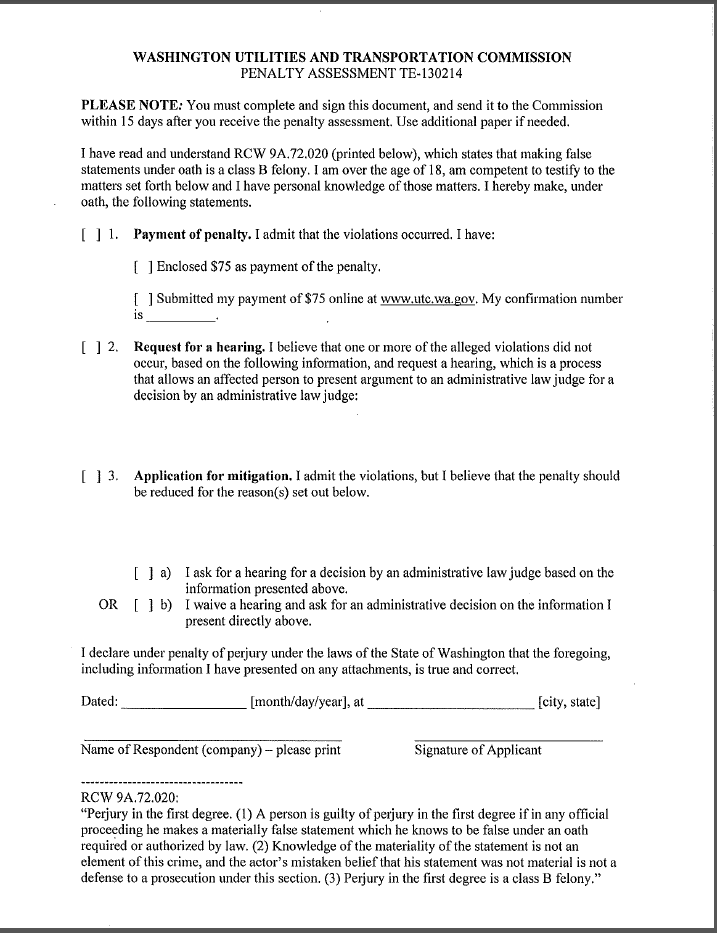 WASHINGTON UTILITIES AND TRANSPORTATION COMMISSION
PENALTY ASSESSMENT TE-130214
PLEASE NOTE: You must complete and sign this document, and send it to the Commission
within 15 days after you receive the penalty assessment. Use additional paper if needed.
I have read and understand RCW 9A.72.020 (printed below), which states that making false
statements under oath is a class B felony. I am over the age of 18, am competent to testify to the
matters set forth below and I have personal knowledge of those matters. I hereby make, under
oath, the following statements.
[ ] 1. Payment of penalty. I admit that the violations occurred. I have:
[ ] Enclosed $75 as payment of the penalty.
[ ] Submitted my payment of $75 online at www.utc.wa.gov. My confirmation number
is _________.
[ ] 2. Request for a hearing. I believe that one or more of the alleged violations did not
occur, based on the following information, and request a hearing, which is a process
that allows an affected person to present argument to an administrative law judge for a
decision by an administrative law judge:
[ ] 3. Application for mitigation. I admit the violations, but I believe that the penalty should
be reduced for the reason(s) set out below.
[ ] a) I ask for a hearing for a decision by an administrative law judge based on the
information presented above.
OR [ ] b) I waive a hearing and ask for an administrative decision on the information I
present directly above.
I declare under penalty of perjury under the laws of the State of Washington that the foregoing,
including information I have presented on any attachments, is true and correct.
Dated: _________________ [month/day/year], at _______________________ [city, state]
Name of Respondent (company) – please print Signature of Applicant
-----------------------------------
RCW 9A.72.020:
“Perjury in the first degree. (1) A person is guilty of perjury in the first degree if in any official
proceeding he makes a materially false statement which he knows to be false under an oath
required or authorized by law. (2) Knowledge of the materiality of the statement is not an
element of this crime, and the actor’s mistaken belief that his statement was not material is not a
defense to a prosecution under this section. (3) Perjury in the first degree is a class B felony.”